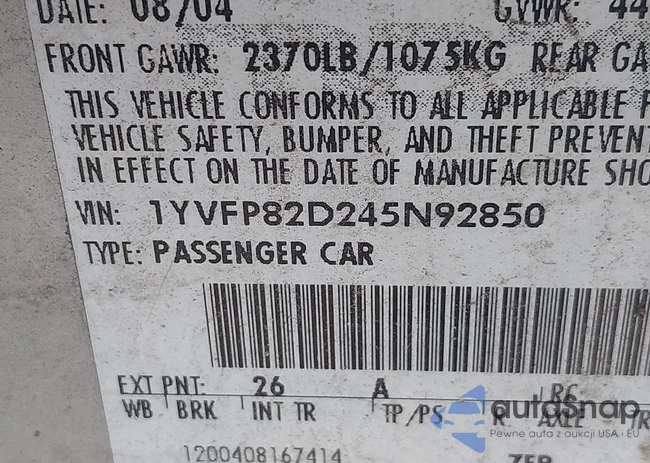 DATE: 08/04 GVWR: 44
FRONT GAWR: 2370LB/1075KG REAR GA
THIS VEHICLE CONFORMS TO ALL APPLICABLE F
VEHICLE SAFETY, BUMPER, AND THEFT PREVENT
IN EFFECT ON THE DATE OF MANUFACTURE SHO
VIN: 1YVFP82D245N92850
TYPE: PASSENGER CAR
EXT PNT: 26 A RC
WB BRK INT TR TP/PS R AXLE TR
autoSnap
Pewne auta z aukcji USA i EU
1200408167414 ZER